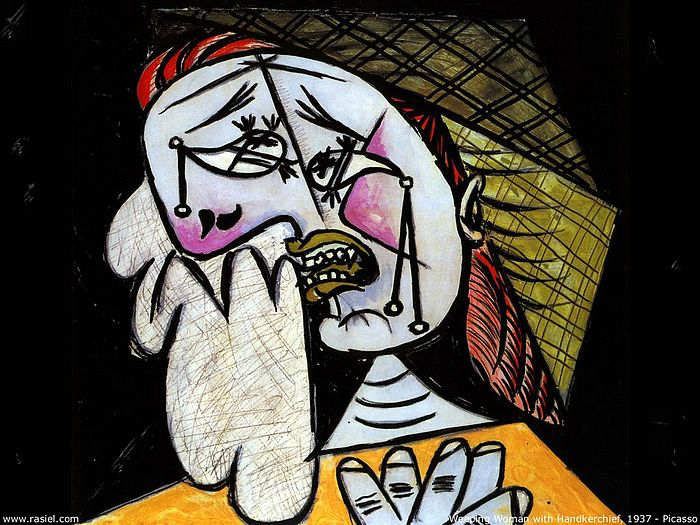 www.rasiel.com
Weeping Woman with Handkerchief, 1937 - Picasso